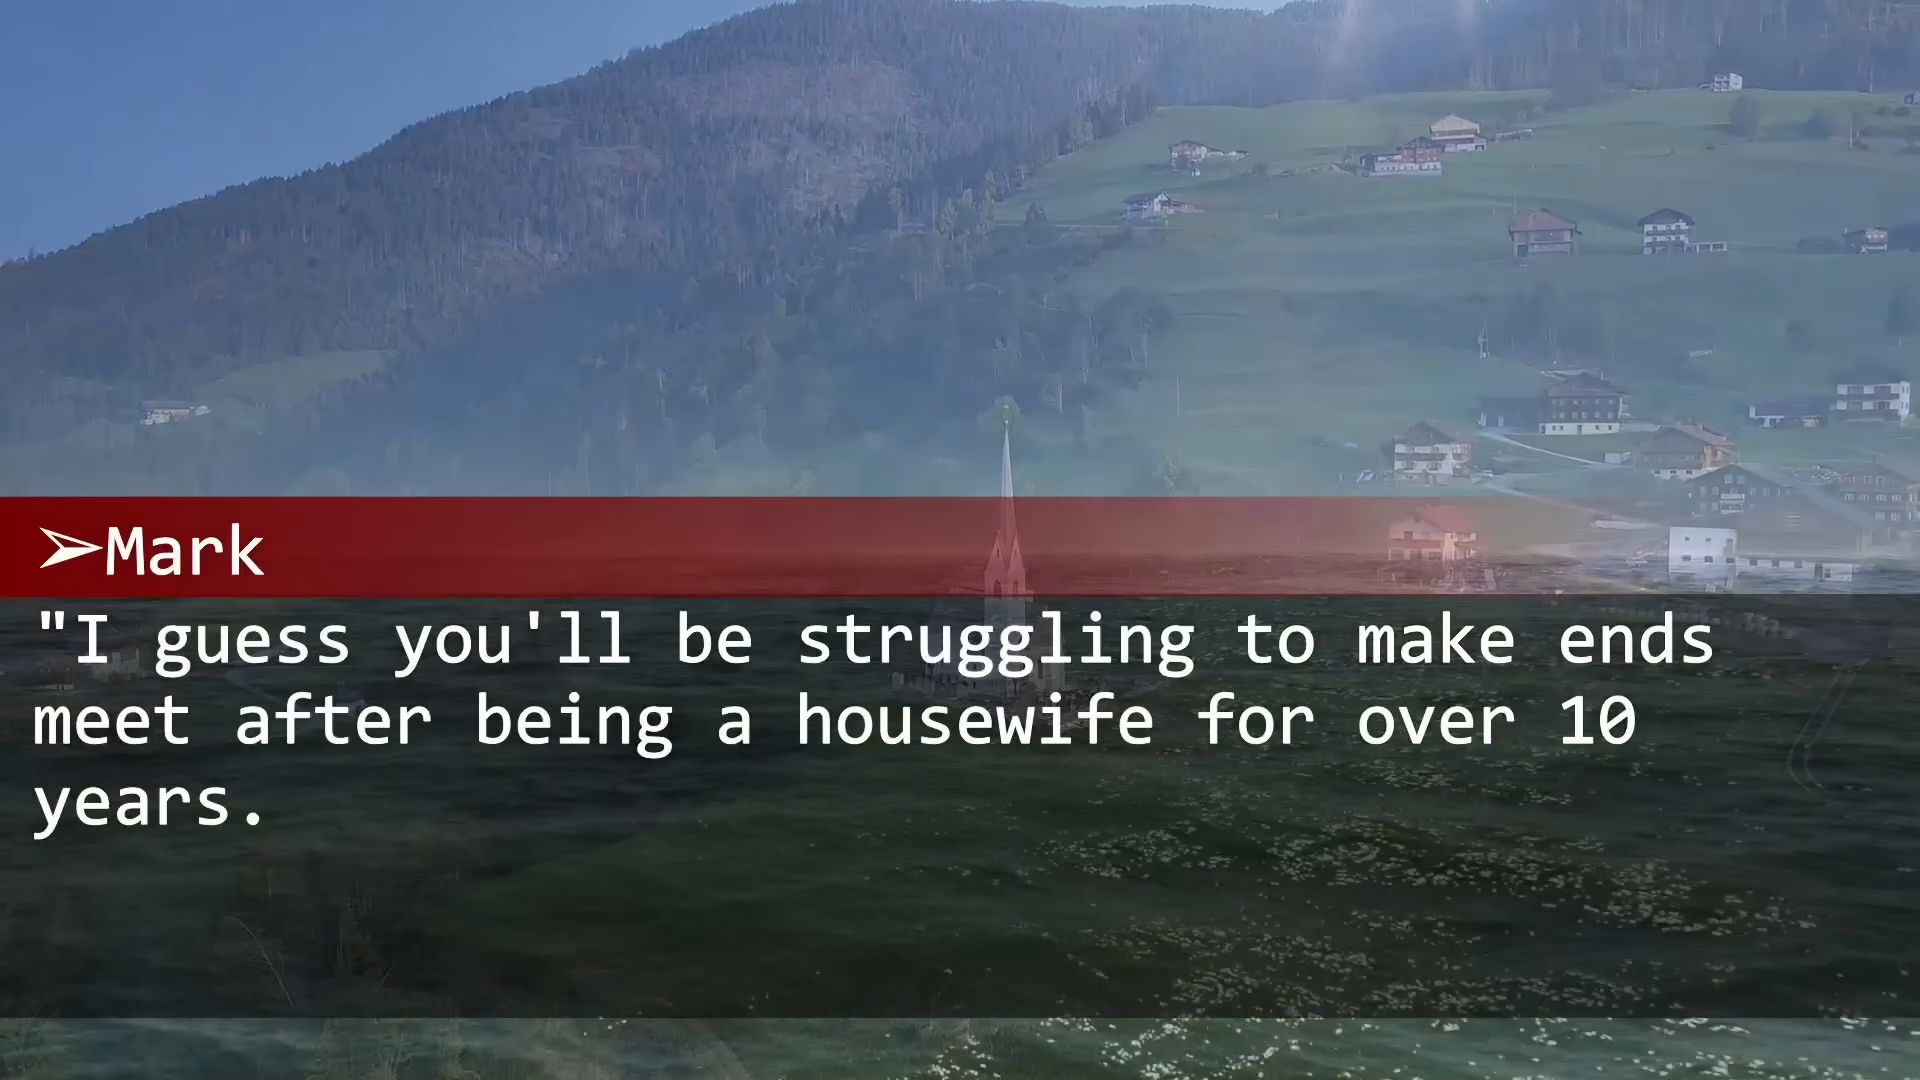 ➢Mark
"I guess you'll be struggling to make ends
meet after being a housewife for over 10
years.